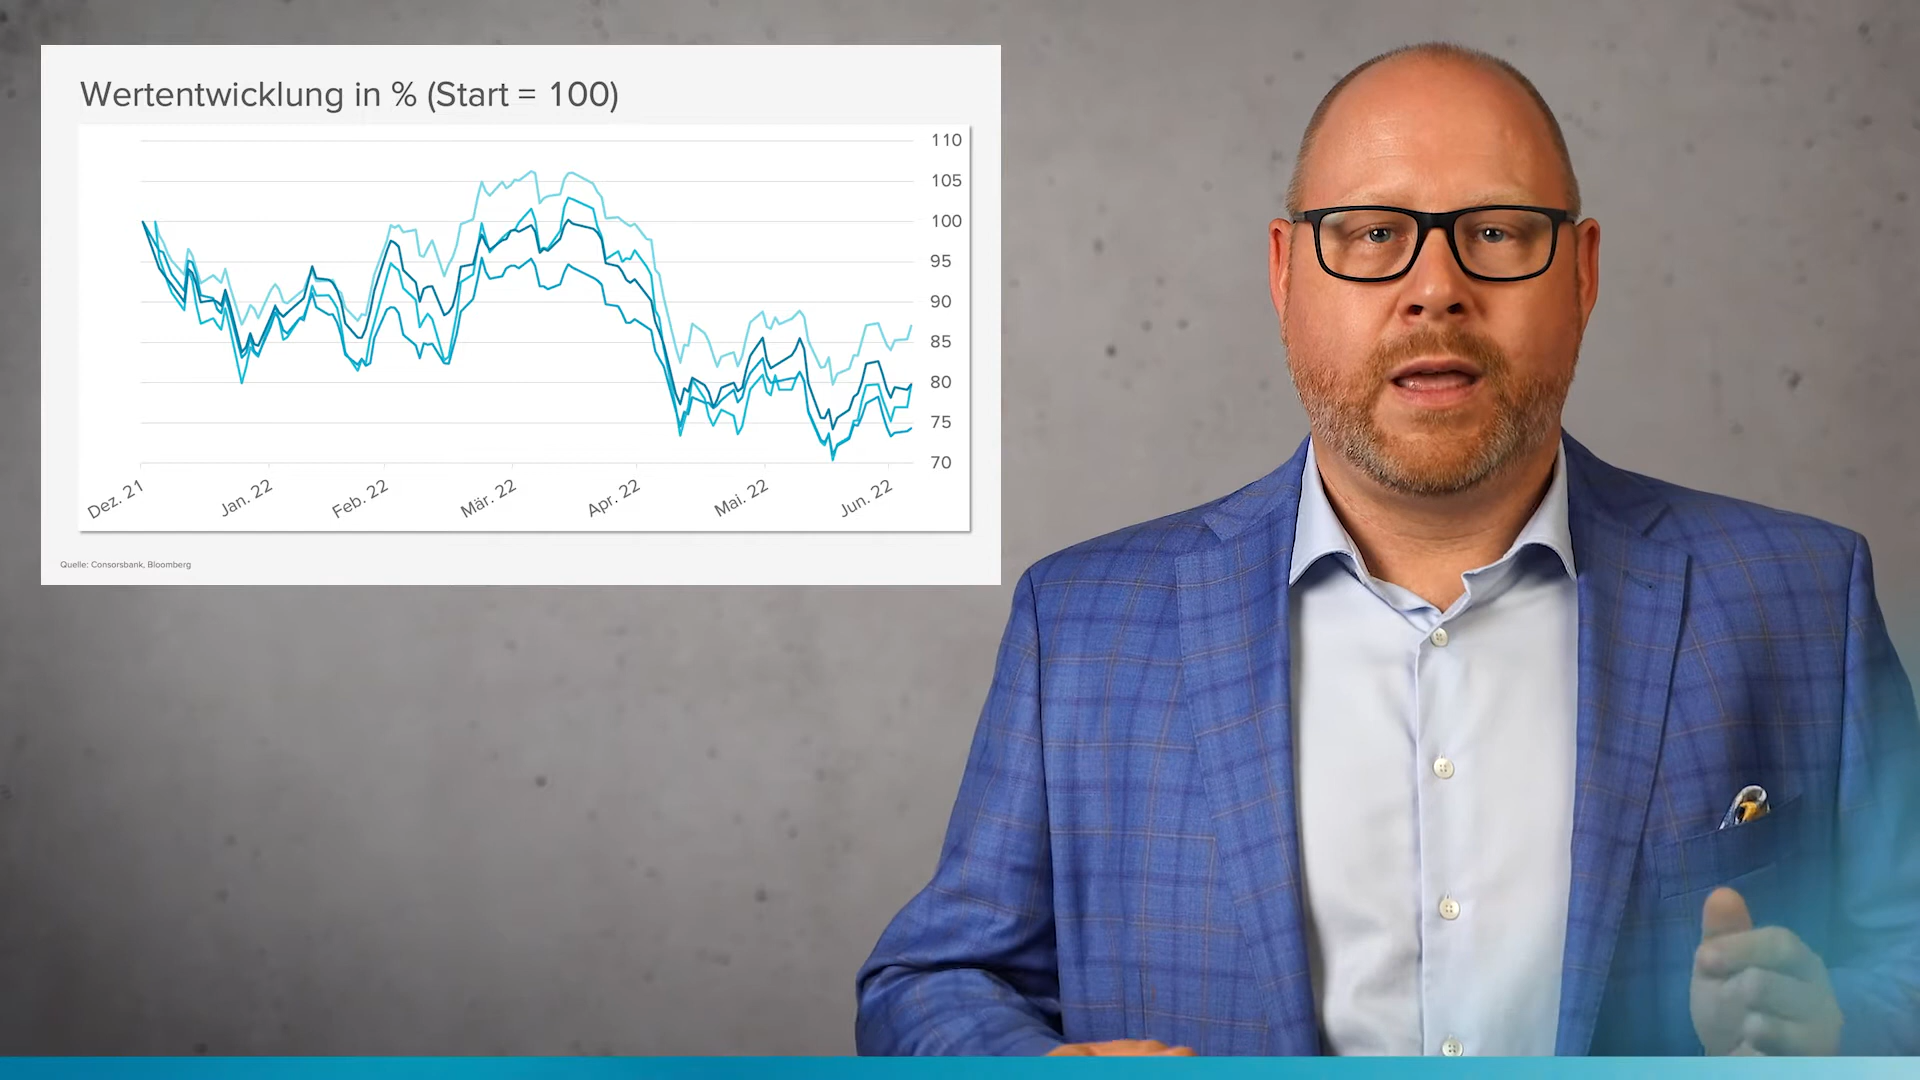 Wertentwicklung in % (Start = 100)
110
105
100
95
90
85
80
75
70
Dez. 21
Jan. 22
Feb. 22
Mär. 22
Apr. 22
Mai. 22
Jun. 22
Quelle: Consorsbank, Bloomberg